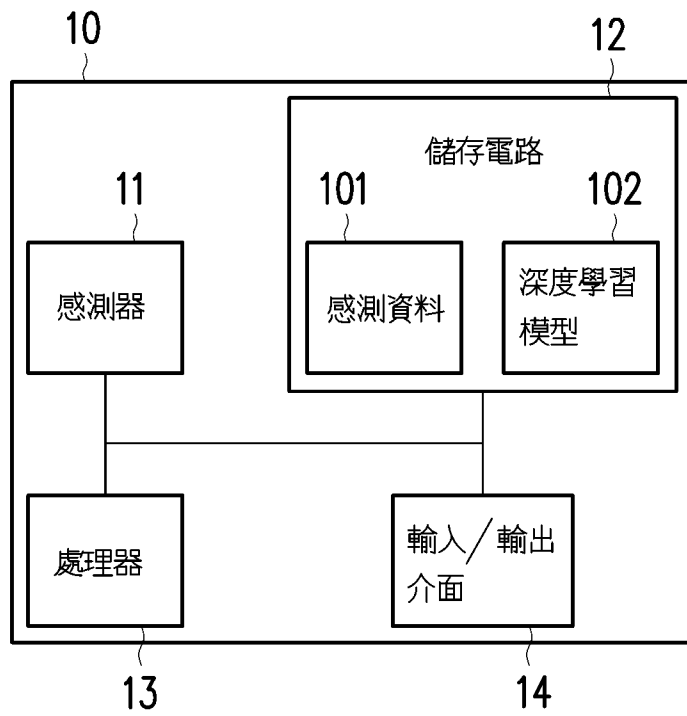 10
12
儲存電路
11
101
102
感測器
感測資料
深度學習
模型
處理器
輸入/輸出
介面
13
14